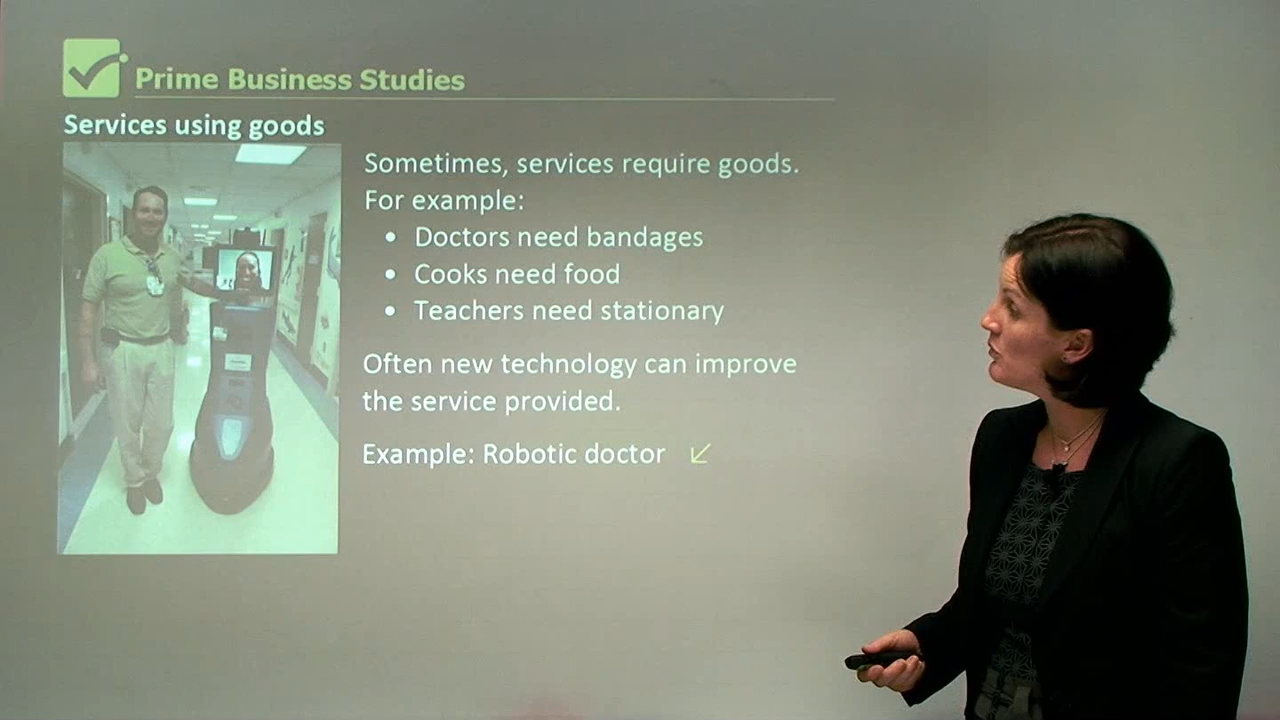 Prime Business Studies
Services using goods
Sometimes, services require goods.
For example:
• Doctors need bandages
• Cooks need food
• Teachers need stationary
Often new technology can improve
the service provided.
Example: Robotic doctor